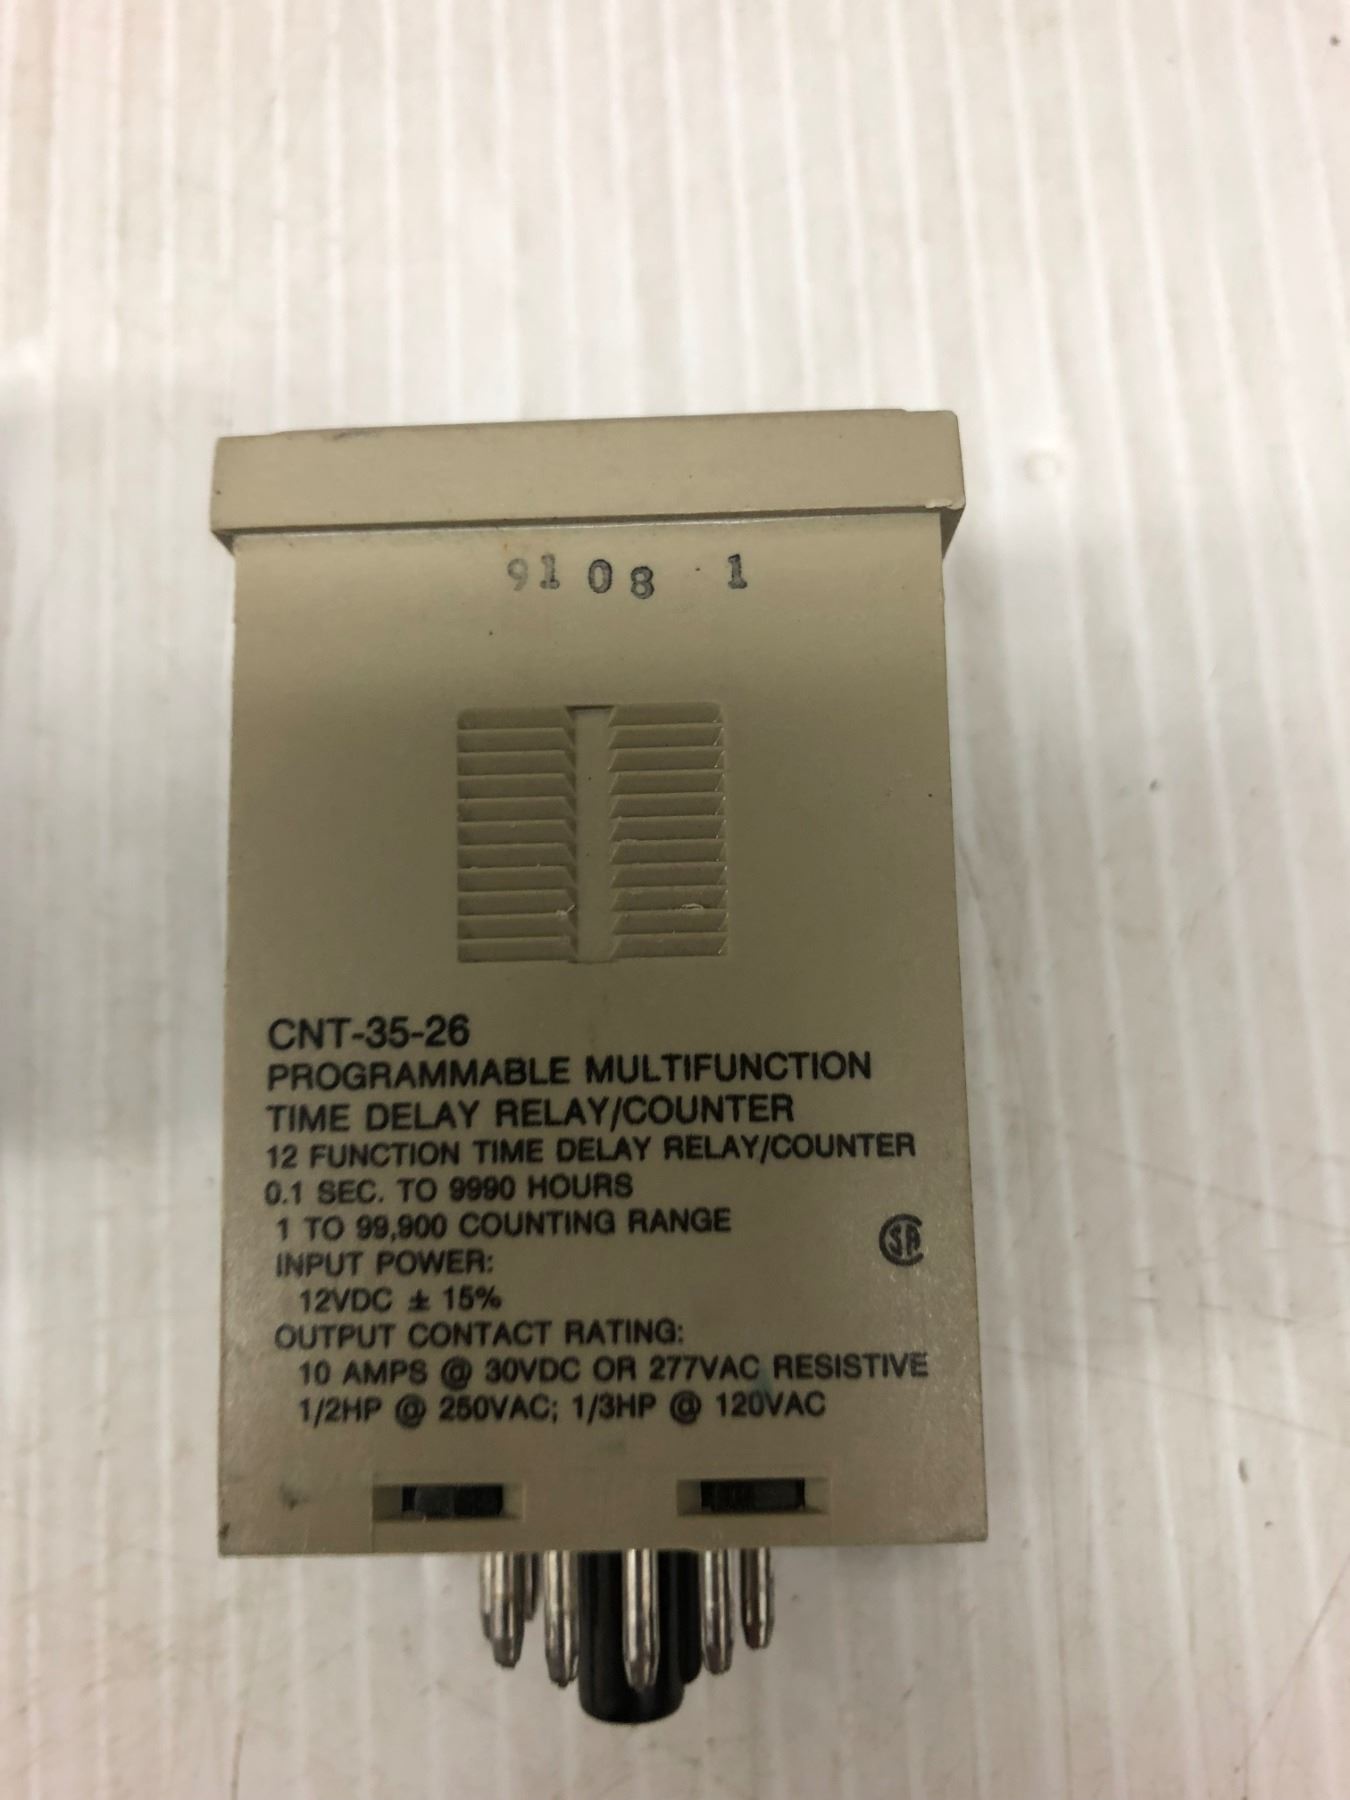 9108 1
CNT-35-26
PROGRAMMABLE MULTIFUNCTION
TIME DELAY RELAY/COUNTER
12 FUNCTION TIME DELAY RELAY/COUNTER
0.1 SEC. TO 9990 HOURS
1 TO 99,900 COUNTING RANGE
INPUT POWER:
12VDC ± 15%
OUTPUT CONTACT RATING:
10 AMPS @ 30VDC OR 277VAC RESISTIVE
1/2HP @ 250VAC; 1/3HP @ 120VAC
SA